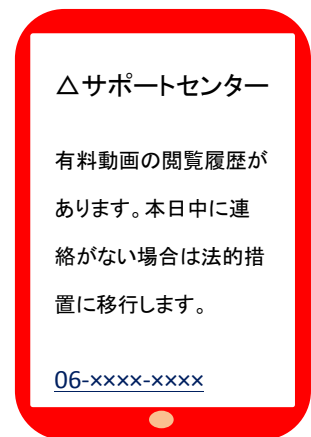 △サポートセンター
有料動画の閲覧履歴が
あります。本日中に連
絡がない場合は法的措
置に移行します。
06-××××-××××